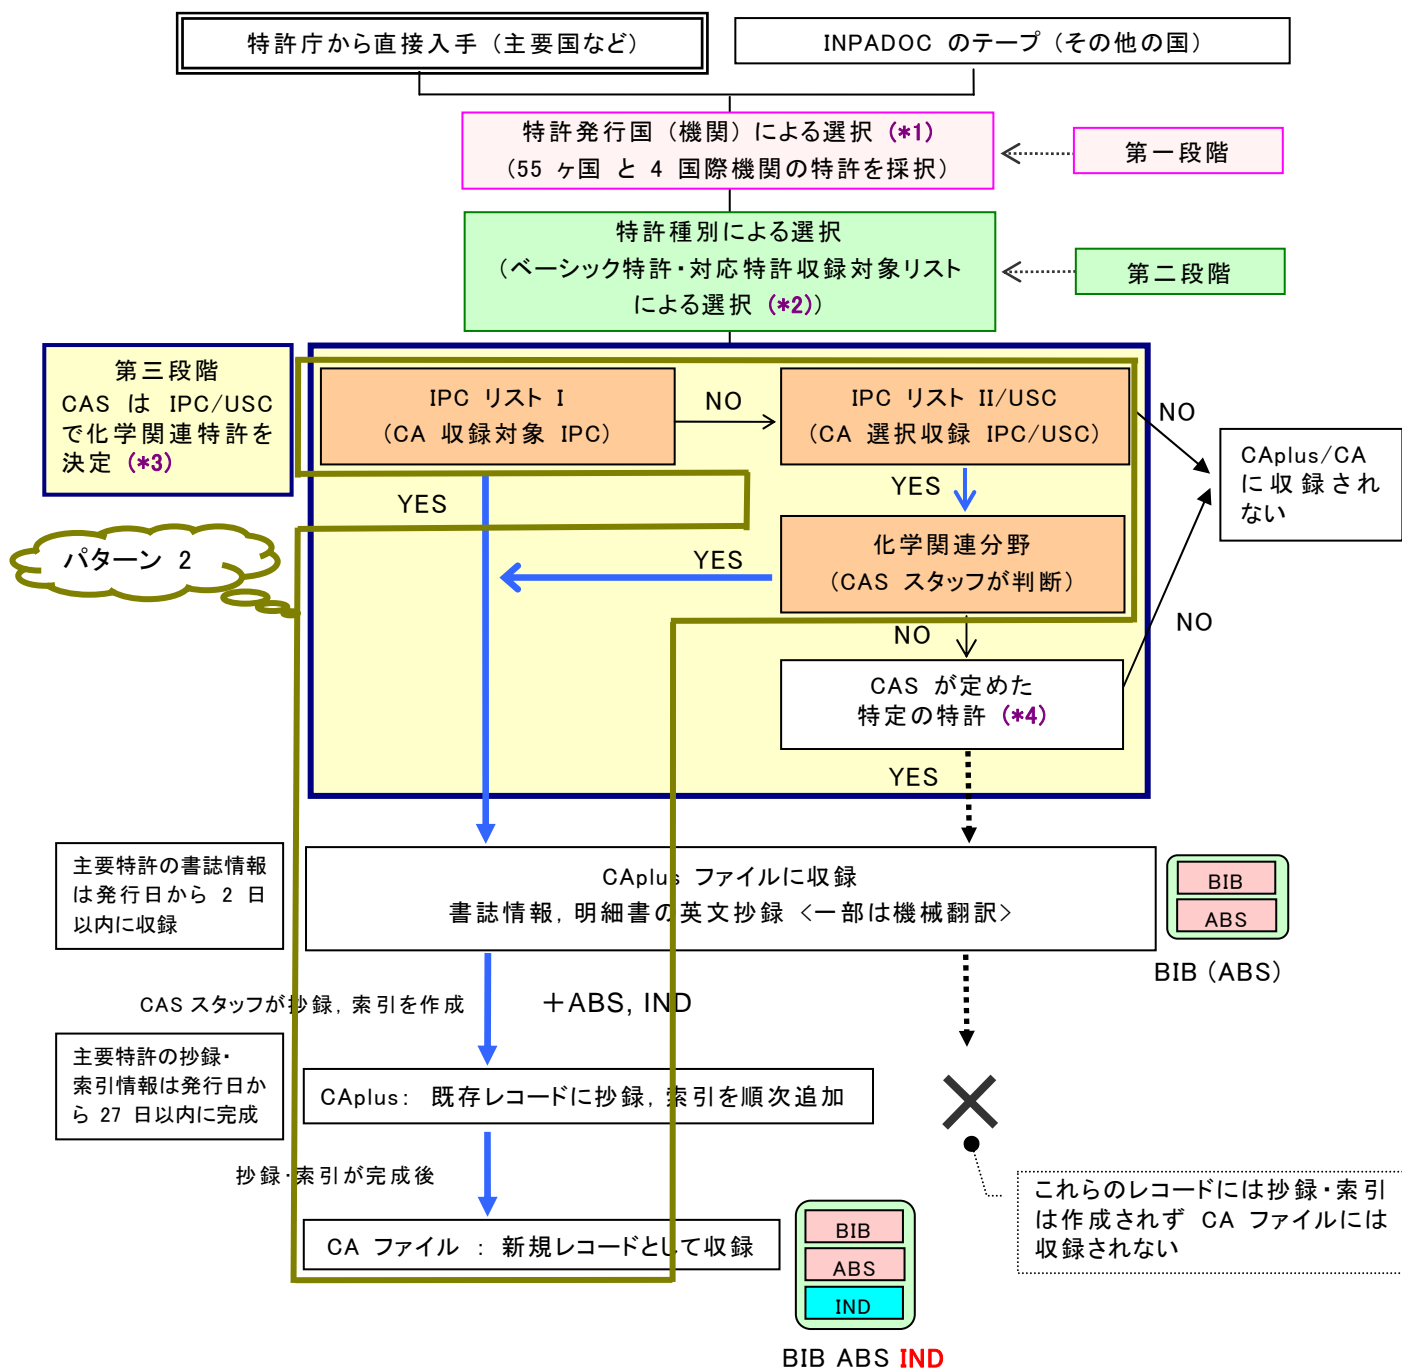 特許庁から直接入手 (主要国など)
INPADOC のテープ (その他の国)
特許発行国 (機関) による選択 (*1)
(55 ヶ国 と 4 国際機関の特許を採択)
第一段階
特許種別による選択
(ベーシック特許・対応特許収録対象リスト
による選択 (*2))
第二段階
第三段階
CAS は IPC/USC
で化学関連特許を
決定 (*3)
IPC リスト I
(CA 収録対象 IPC)
NO
IPC リスト II/USC
(CA 選択収録 IPC/USC)
NO
CAplus/CA
に収録され
ない
YES
YES
パターン 2
YES
化学関連分野
(CAS スタッフが判断)
NO
NO
CAS が定めた
特定の特許 (*4)
YES
主要特許の書誌情報
は発行日から 2 日
以内に収録
CAplus ファイルに収録
書誌情報, 明細書の英文抄録 <一部は機械翻訳>
BIB
ABS
BIB (ABS)
CAS スタッフが抄録, 索引を作成
+ABS, IND
主要特許の抄録・
索引情報は発行日か
ら 27 日以内に完成
CAplus: 既存レコードに抄録, 索引を順次追加
抄録・索引が完成後
これらのレコードには抄録・索引
は作成されず CA ファイルには
収録されない
CA ファイル : 新規レコードとして収録
BIB
ABS
IND
BIB ABS IND